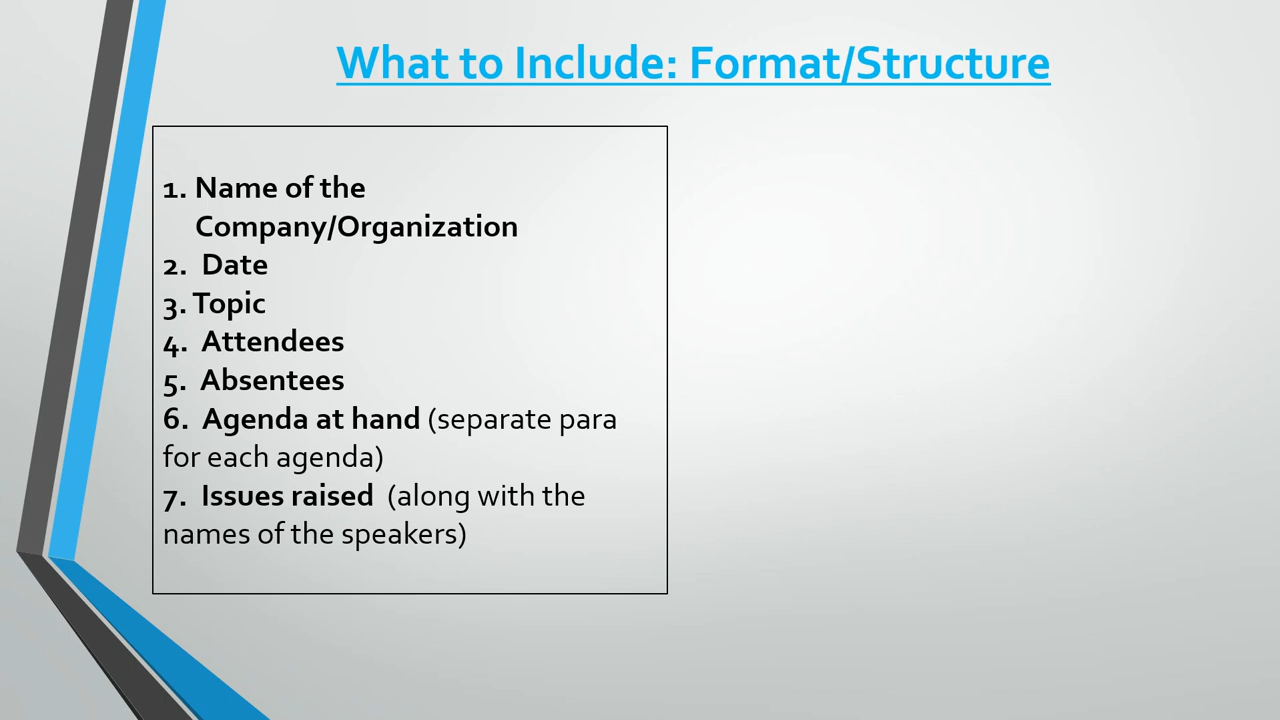 What to Include: Format/Structure
1. Name of the
Company/Organization
2. Date
3. Topic
4. Attendees
5. Absentees
6. Agenda at hand (separate para
for each agenda)
7. Issues raised (along with the
names of the speakers)